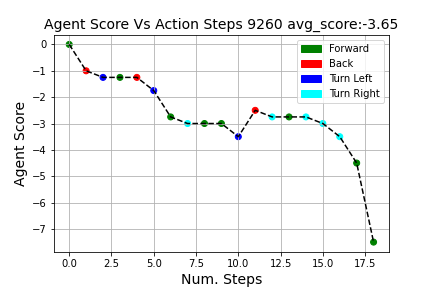 Agent Score Vs Action Steps 9260 avg_score:-3.65
Forward
Back
Turn Left
Turn Right
Agent Score
0
−1
−2
−3
−4
−5
−6
−7
0.0 2.5 5.0 7.5 10.0 12.5 15.0 17.5
Num. Steps